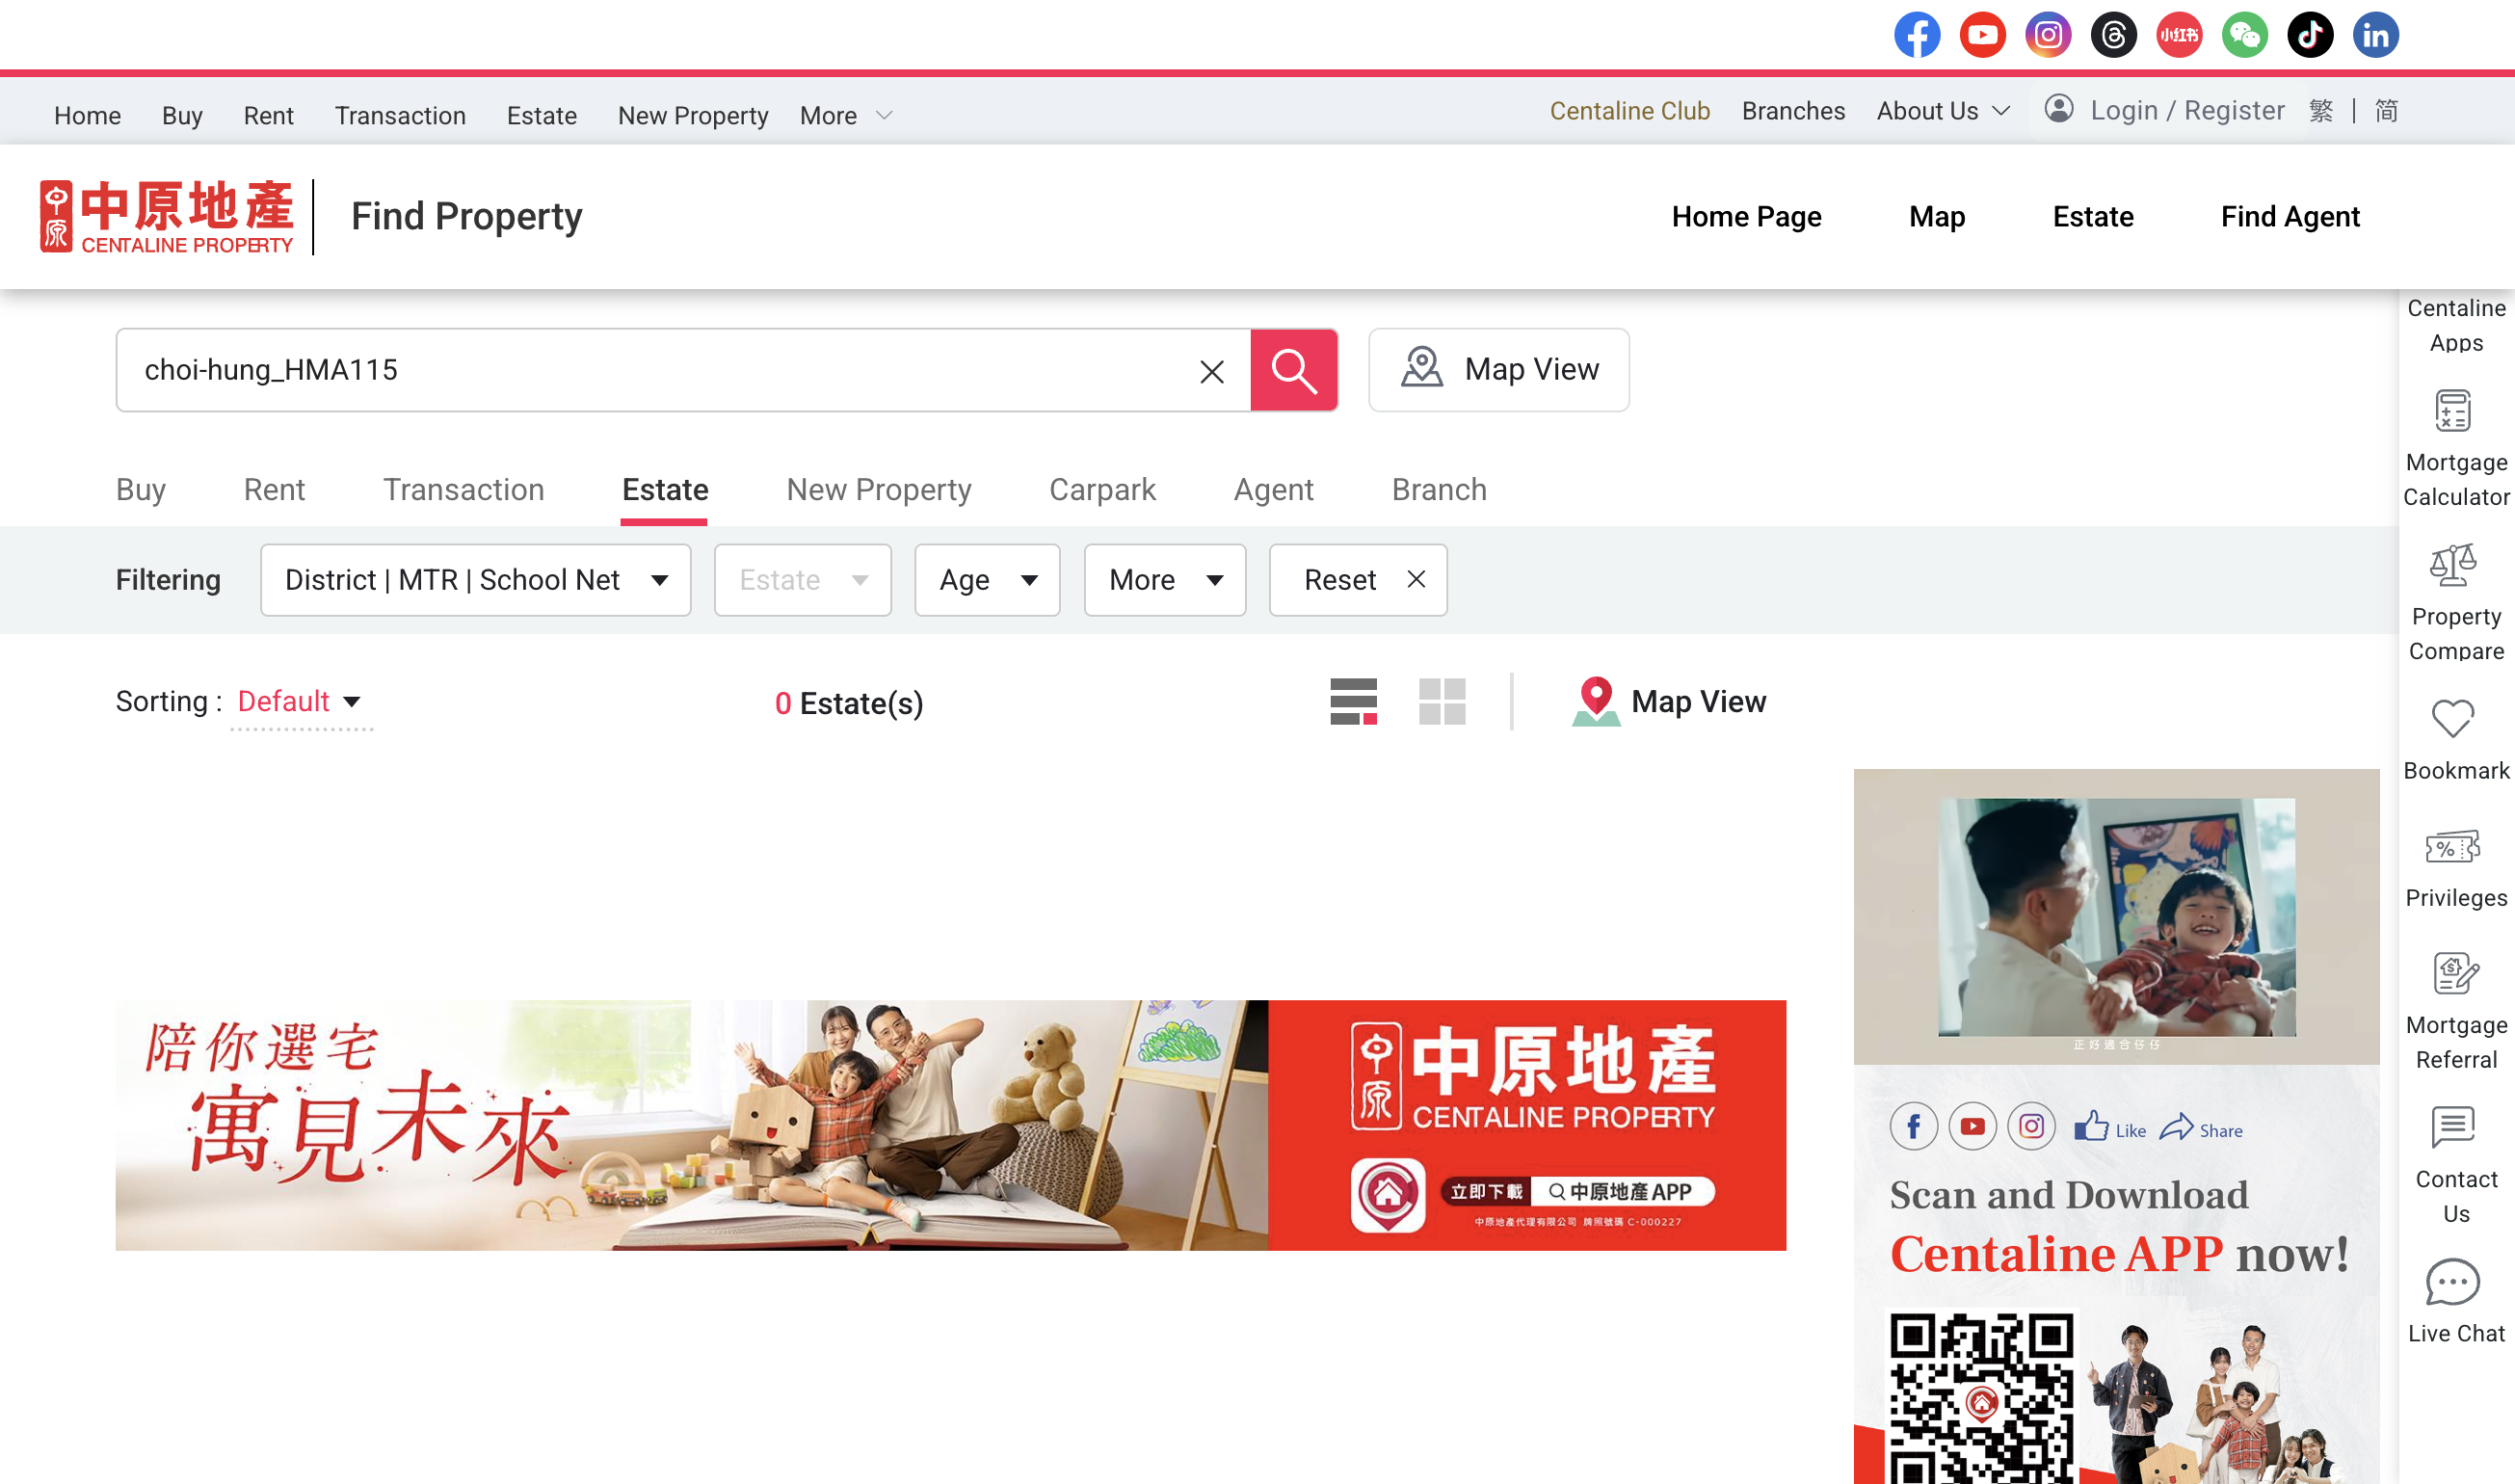 小红书
Home Buy Rent Transaction Estate New Property More
Centaline Club Branches About Us Login / Register 繁 | 简
中原 中原地產
CENTALINE PROPERTY
Find Property
Home Page Map Estate Find Agent
choi-hung_HMA115
Map View
Buy Rent Transaction Estate New Property Carpark Agent Branch
Filtering District | MTR | School Net Estate Age More Reset
Sorting : Default
0 Estate(s)
Map View
陪你選宅
寓見未來
中原 中原地產
CENTALINE PROPERTY
立即下載 中原地產 APP
中原地產代理有限公司 牌照號碼 C-000227
正好適合仔仔
Like Share
Scan and Download
Centaline APP now!
Centaline
Apps
Mortgage
Calculator
Property
Compare
Bookmark
%
Privileges
Mortgage
Referral
Contact
Us
Live Chat